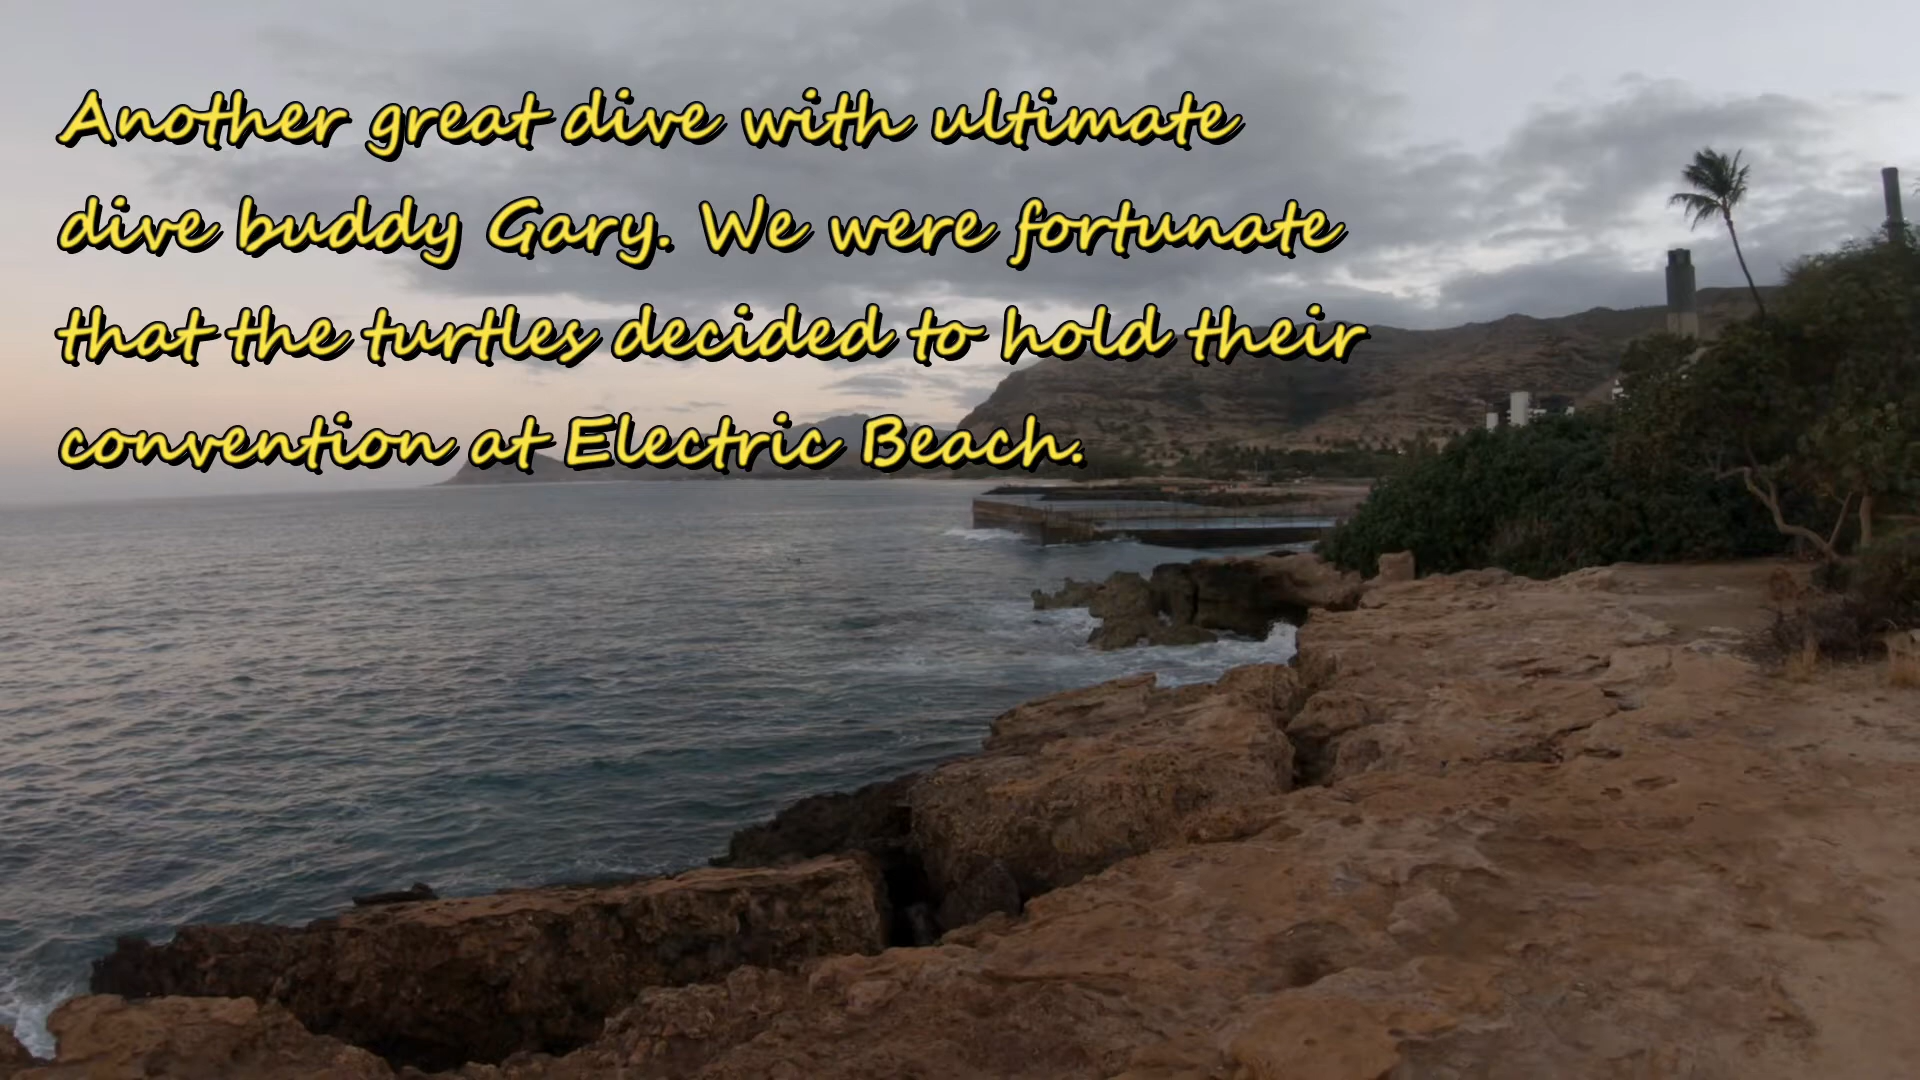 Another great dive with ultimate
dive buddy Gary. We were fortunate
that the turtles decided to hold their
convention at Electric Beach.